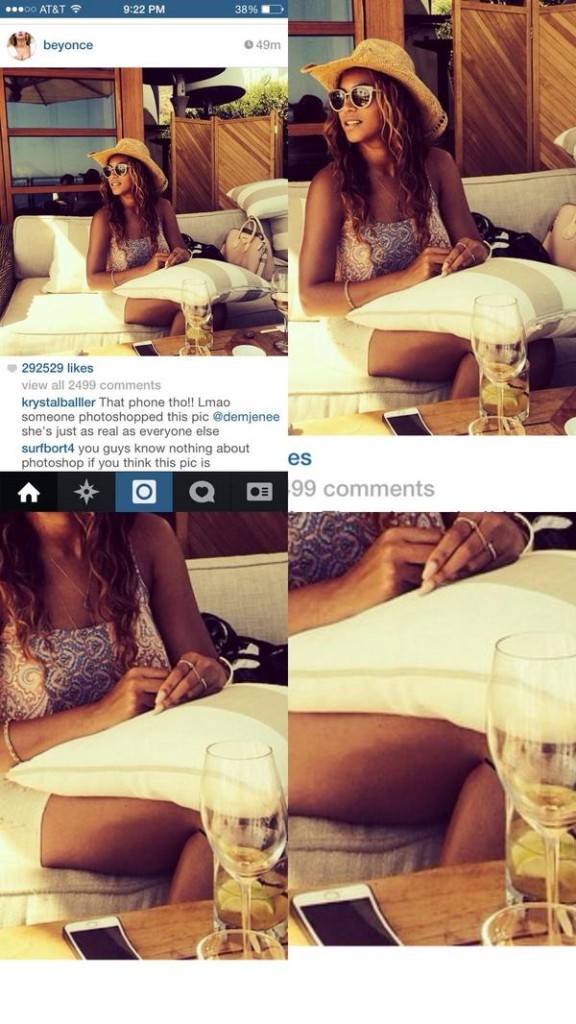 AT&T 9:22 PM 38%
beyonce 49m
292529 likes
view all 2499 comments
krystalballler That phone tho!! Lmao
someone photoshopped this pic @demjenee
she's just as real as everyone else
surfbort4 you guys know nothing about
photoshop if you think this pic is
es
99 comments